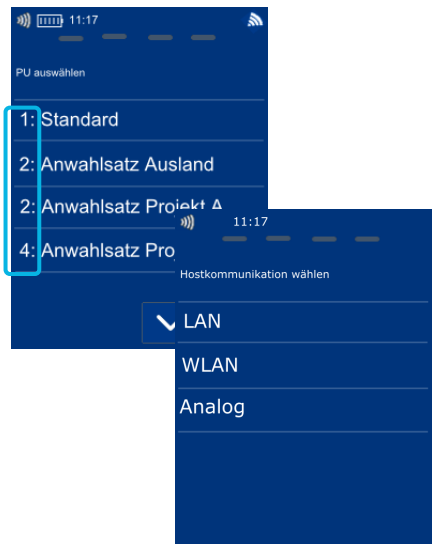 11:17
PU auswählen
1: Standard
2: Anwahlsatz Ausland
2: Anwahlsatz Projekt A
4: Anwahlsatz Pro
11:17
Hostkommunikation wählen
LAN
WLAN
Analog